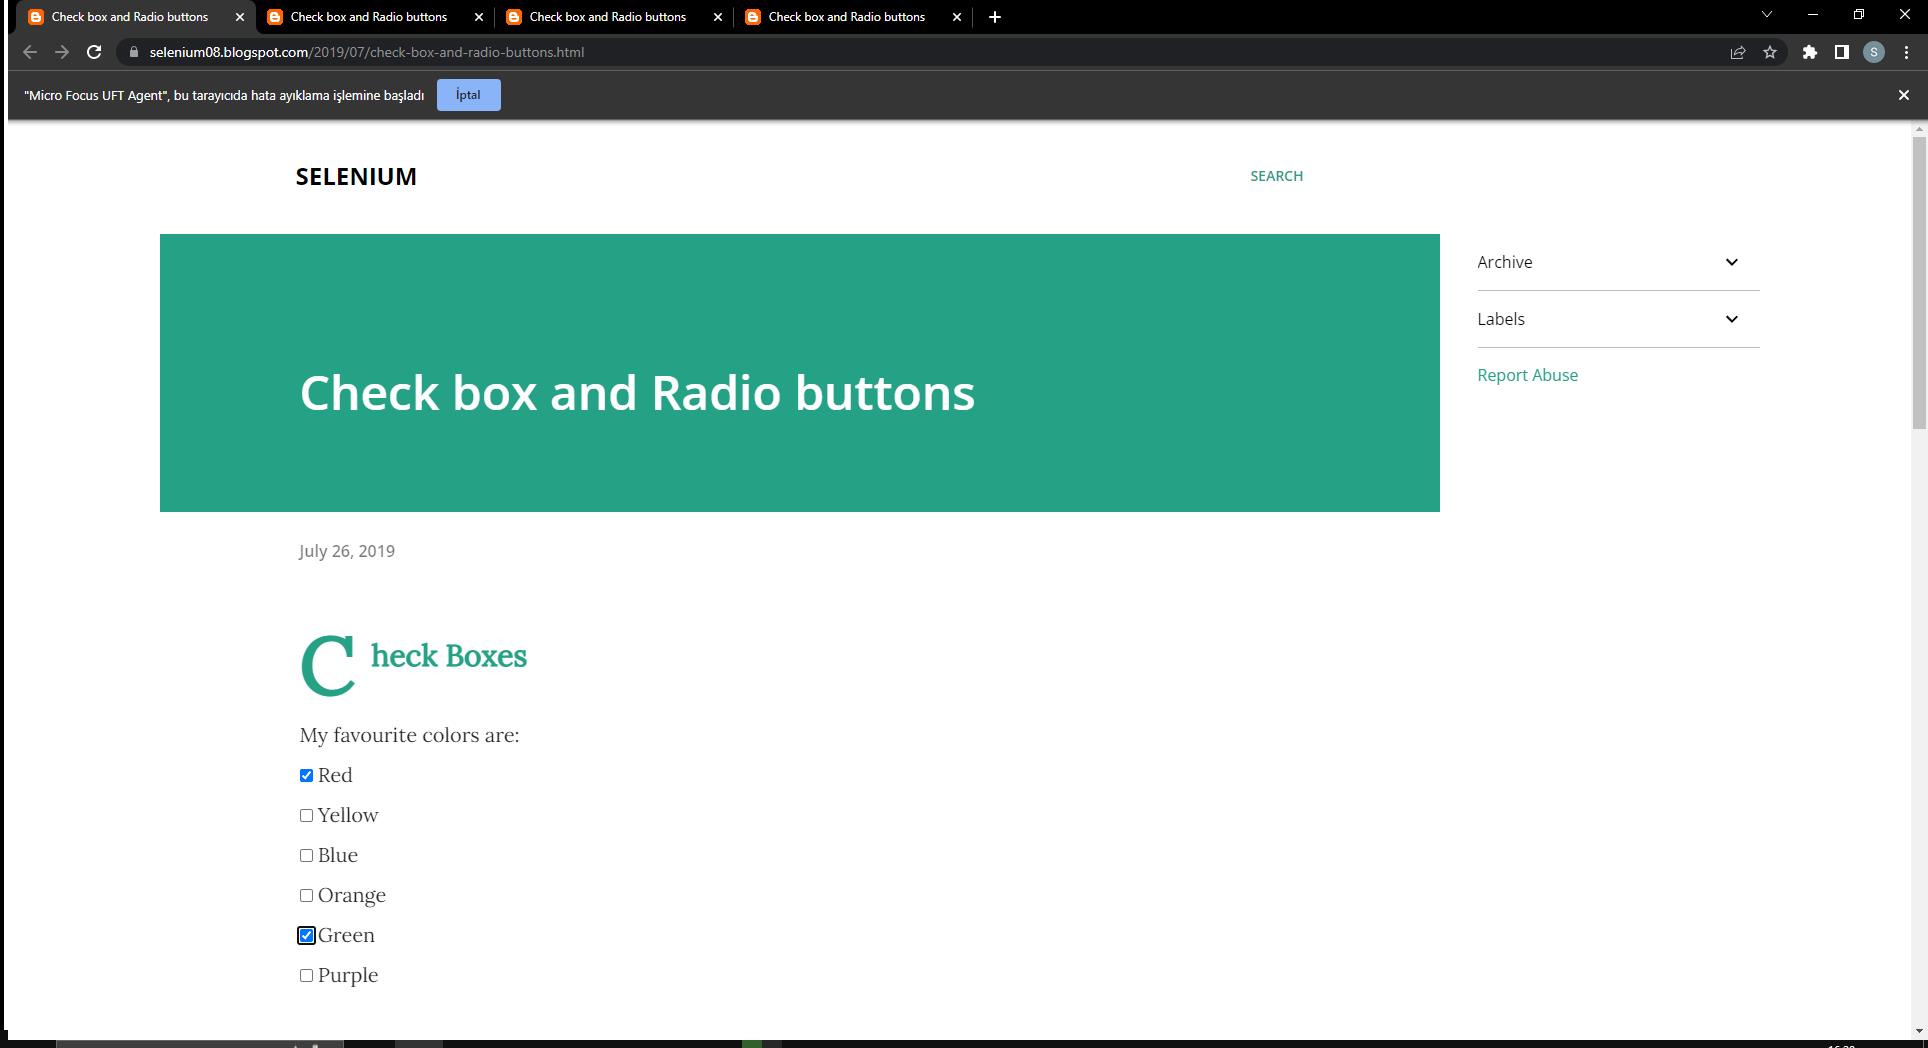 Check box and Radio buttons
Check box and Radio buttons
Check box and Radio buttons
Check box and Radio buttons
selenium08.blogspot.com/2019/07/check-box-and-radio-buttons.html
S
"Micro Focus UFT Agent", bu tarayıcıda hata ayıklama işlemine başladı
İptal
SELENIUM
SEARCH
Archive
Labels
Report Abuse
Check box and Radio buttons
July 26, 2019
Check Boxes
My favourite colors are:
Red
Yellow
Blue
Orange
Green
Purple